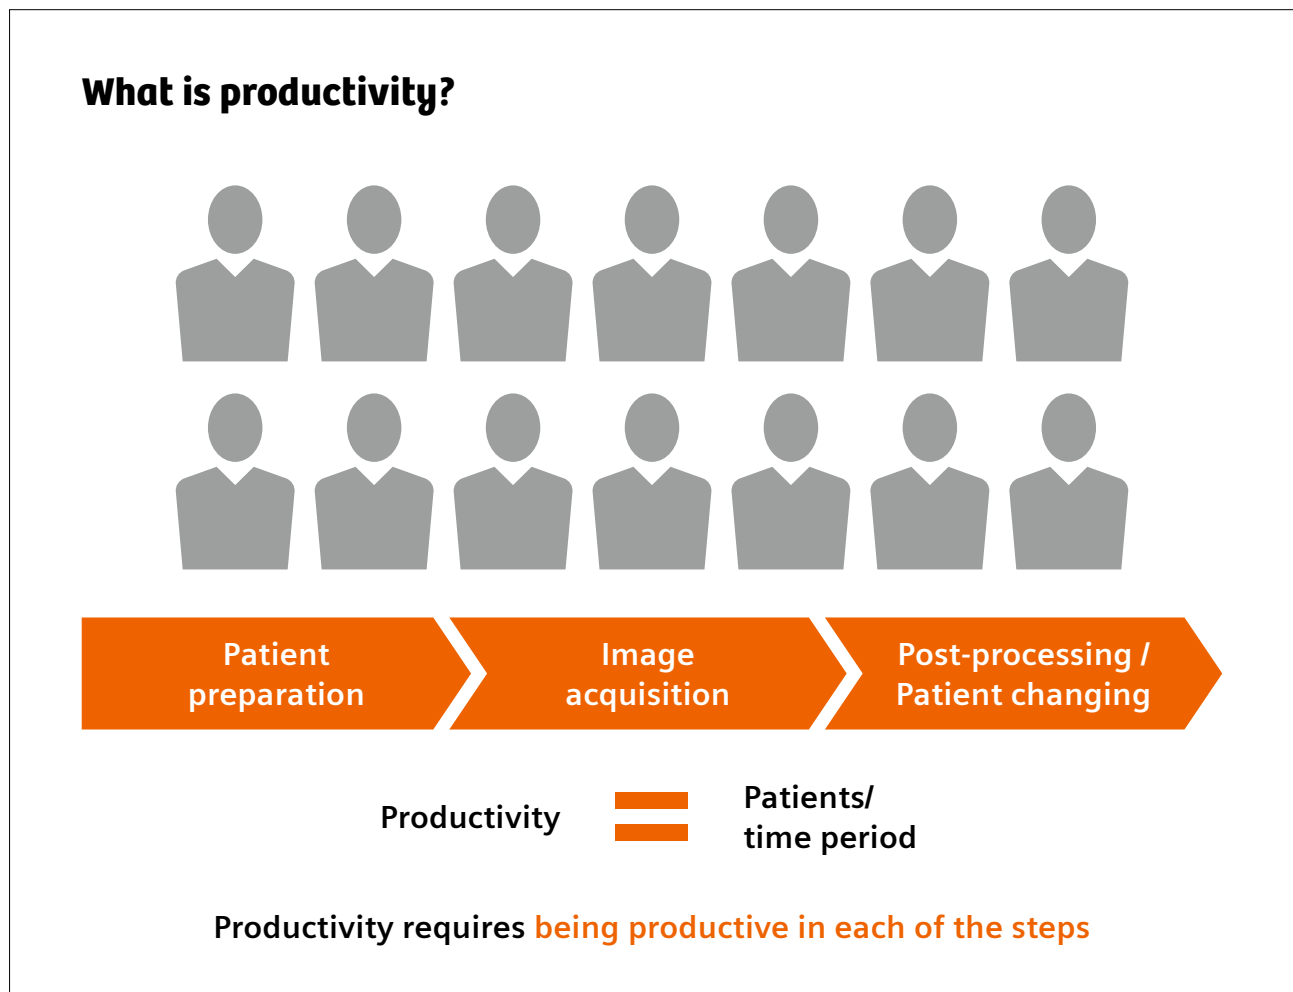 What is productivity?
Patient
preparation
Image
acquisition
Post-processing /
Patient changing
Productivity
Patients/
time period
Productivity requires being productive in each of the steps